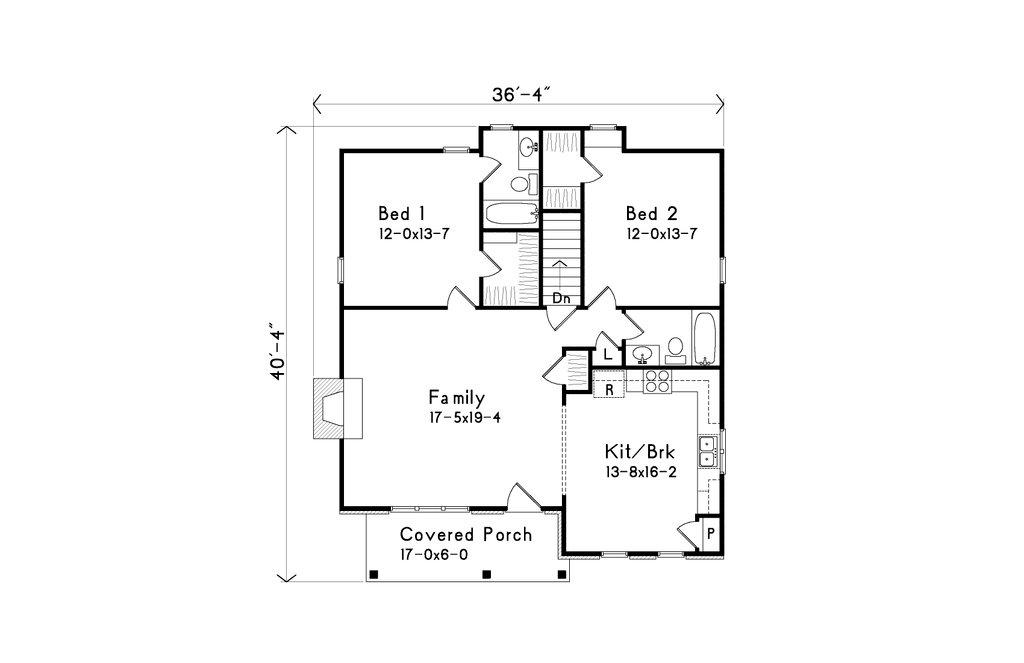 36'-4"
40'-4"
Bed 1
12-0x13-7
Bed 2
12-0x13-7
Dn
L
Family
17-5x19-4
R
Kit/Brk
13-8x16-2
P
Covered Porch
17-0x6-0